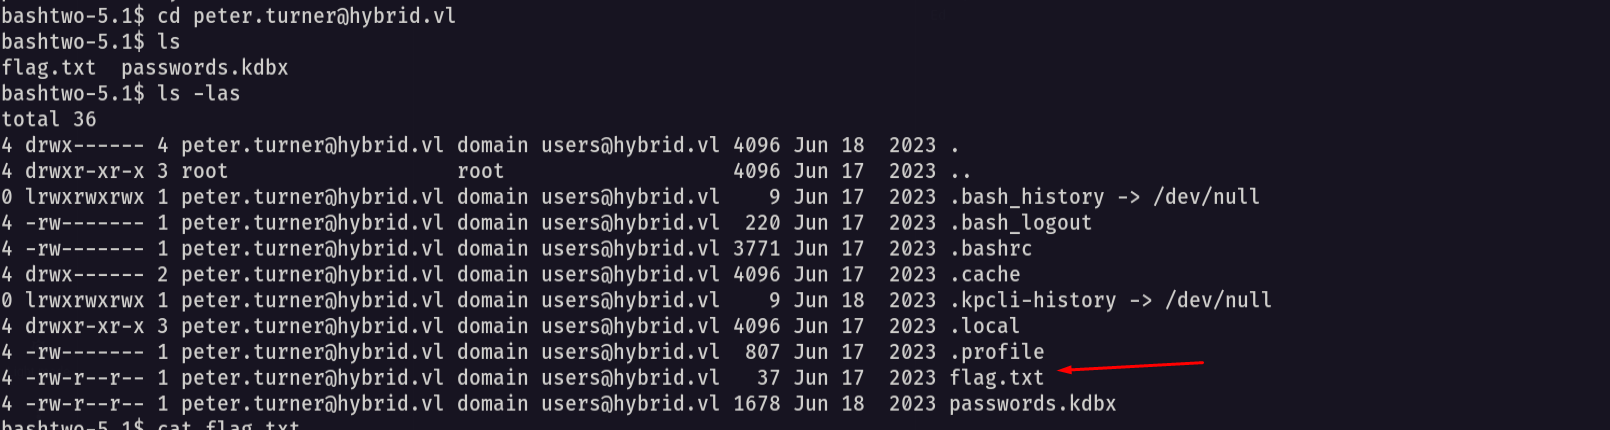 bashtwo-5.1$ cd peter.turner@hybrid.vl
bashtwo-5.1$ ls
flag.txt  passwords.kdbx
bashtwo-5.1$ ls -las
total 36
4 drwx------ 4 peter.turner@hybrid.vl domain users@hybrid.vl 4096 Jun 18  2023 .
4 drwxr-xr-x 3 root                   root                   4096 Jun 17  2023 ..
0 lrwxrwxrwx 1 peter.turner@hybrid.vl domain users@hybrid.vl    9 Jun 17  2023 .bash_history -> /dev/null
4 -rw------- 1 peter.turner@hybrid.vl domain users@hybrid.vl  220 Jun 17  2023 .bash_logout
4 -rw------- 1 peter.turner@hybrid.vl domain users@hybrid.vl 3771 Jun 17  2023 .bashrc
4 drwx------ 2 peter.turner@hybrid.vl domain users@hybrid.vl 4096 Jun 17  2023 .cache
0 lrwxrwxrwx 1 peter.turner@hybrid.vl domain users@hybrid.vl    9 Jun 18  2023 .kpcli-history -> /dev/null
4 drwxr-xr-x 3 peter.turner@hybrid.vl domain users@hybrid.vl 4096 Jun 17  2023 .local
4 -rw------- 1 peter.turner@hybrid.vl domain users@hybrid.vl  807 Jun 17  2023 .profile
4 -rw-r--r-- 1 peter.turner@hybrid.vl domain users@hybrid.vl   37 Jun 17  2023 flag.txt
4 -rw-r--r-- 1 peter.turner@hybrid.vl domain users@hybrid.vl 1678 Jun 18  2023 passwords.kdbx
bashtwo-5.1$ cat flag.txt